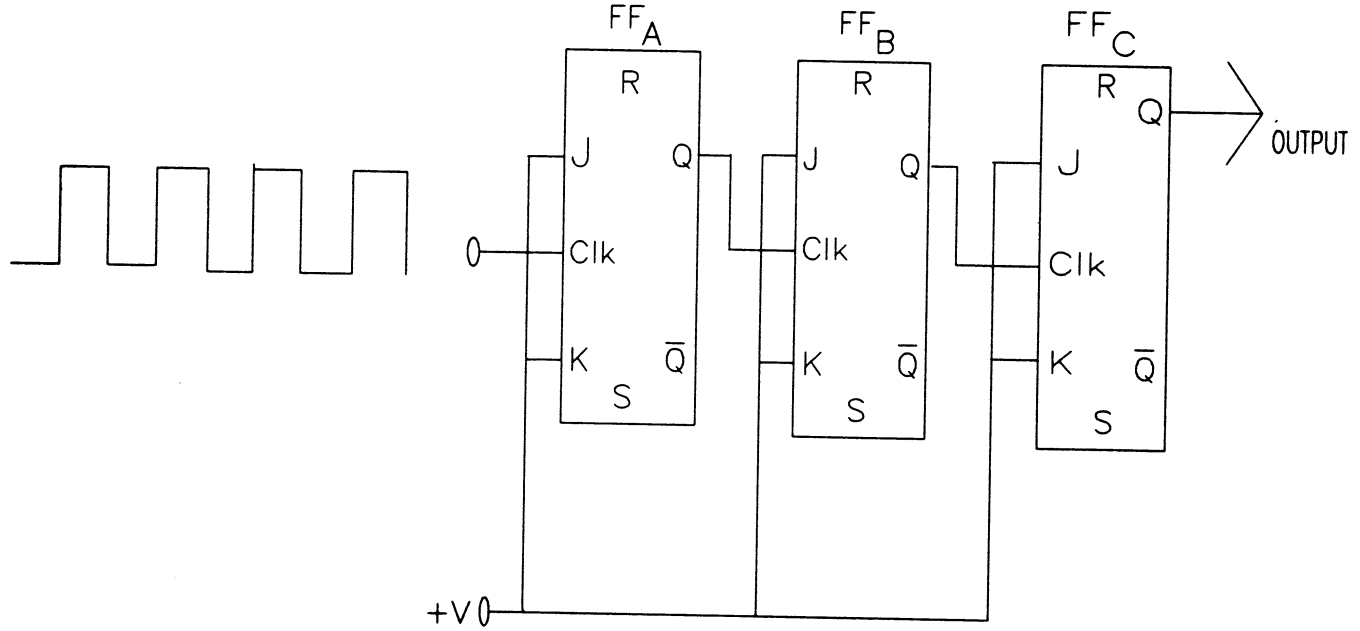 FF_A
R
J Q
Clk
K Q̅
S
FF_B
R
J Q
Clk
K Q̅
S
FF_C
R
Q
J
Clk
K Q̅
S
OUTPUT
+V